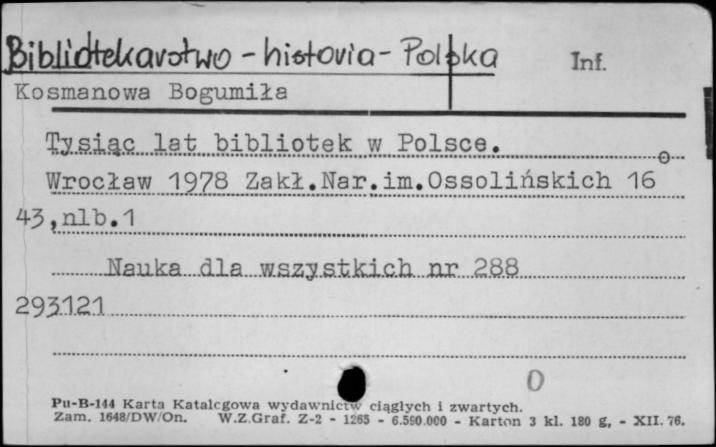 Bibliotekarstwo - historia - Polska
Inf.
Kosmanowa Bogumiła
Tysiąc lat bibliotek w Polsce.
Wrocław 1978 Zakł.Nar.im.Ossolińskich 16°
43,nlb.1
Nauka dla wszystkich nr 288
293121
0
Pu-B-144 Karta Katalogowa wydawnictw ciągłych i zwartych.
Zam. 1648/DW/On. W.Z.Graf. Z-2 - 1265 - 6.590.000 - Karton 3 kl. 180 g, - XII. 76.